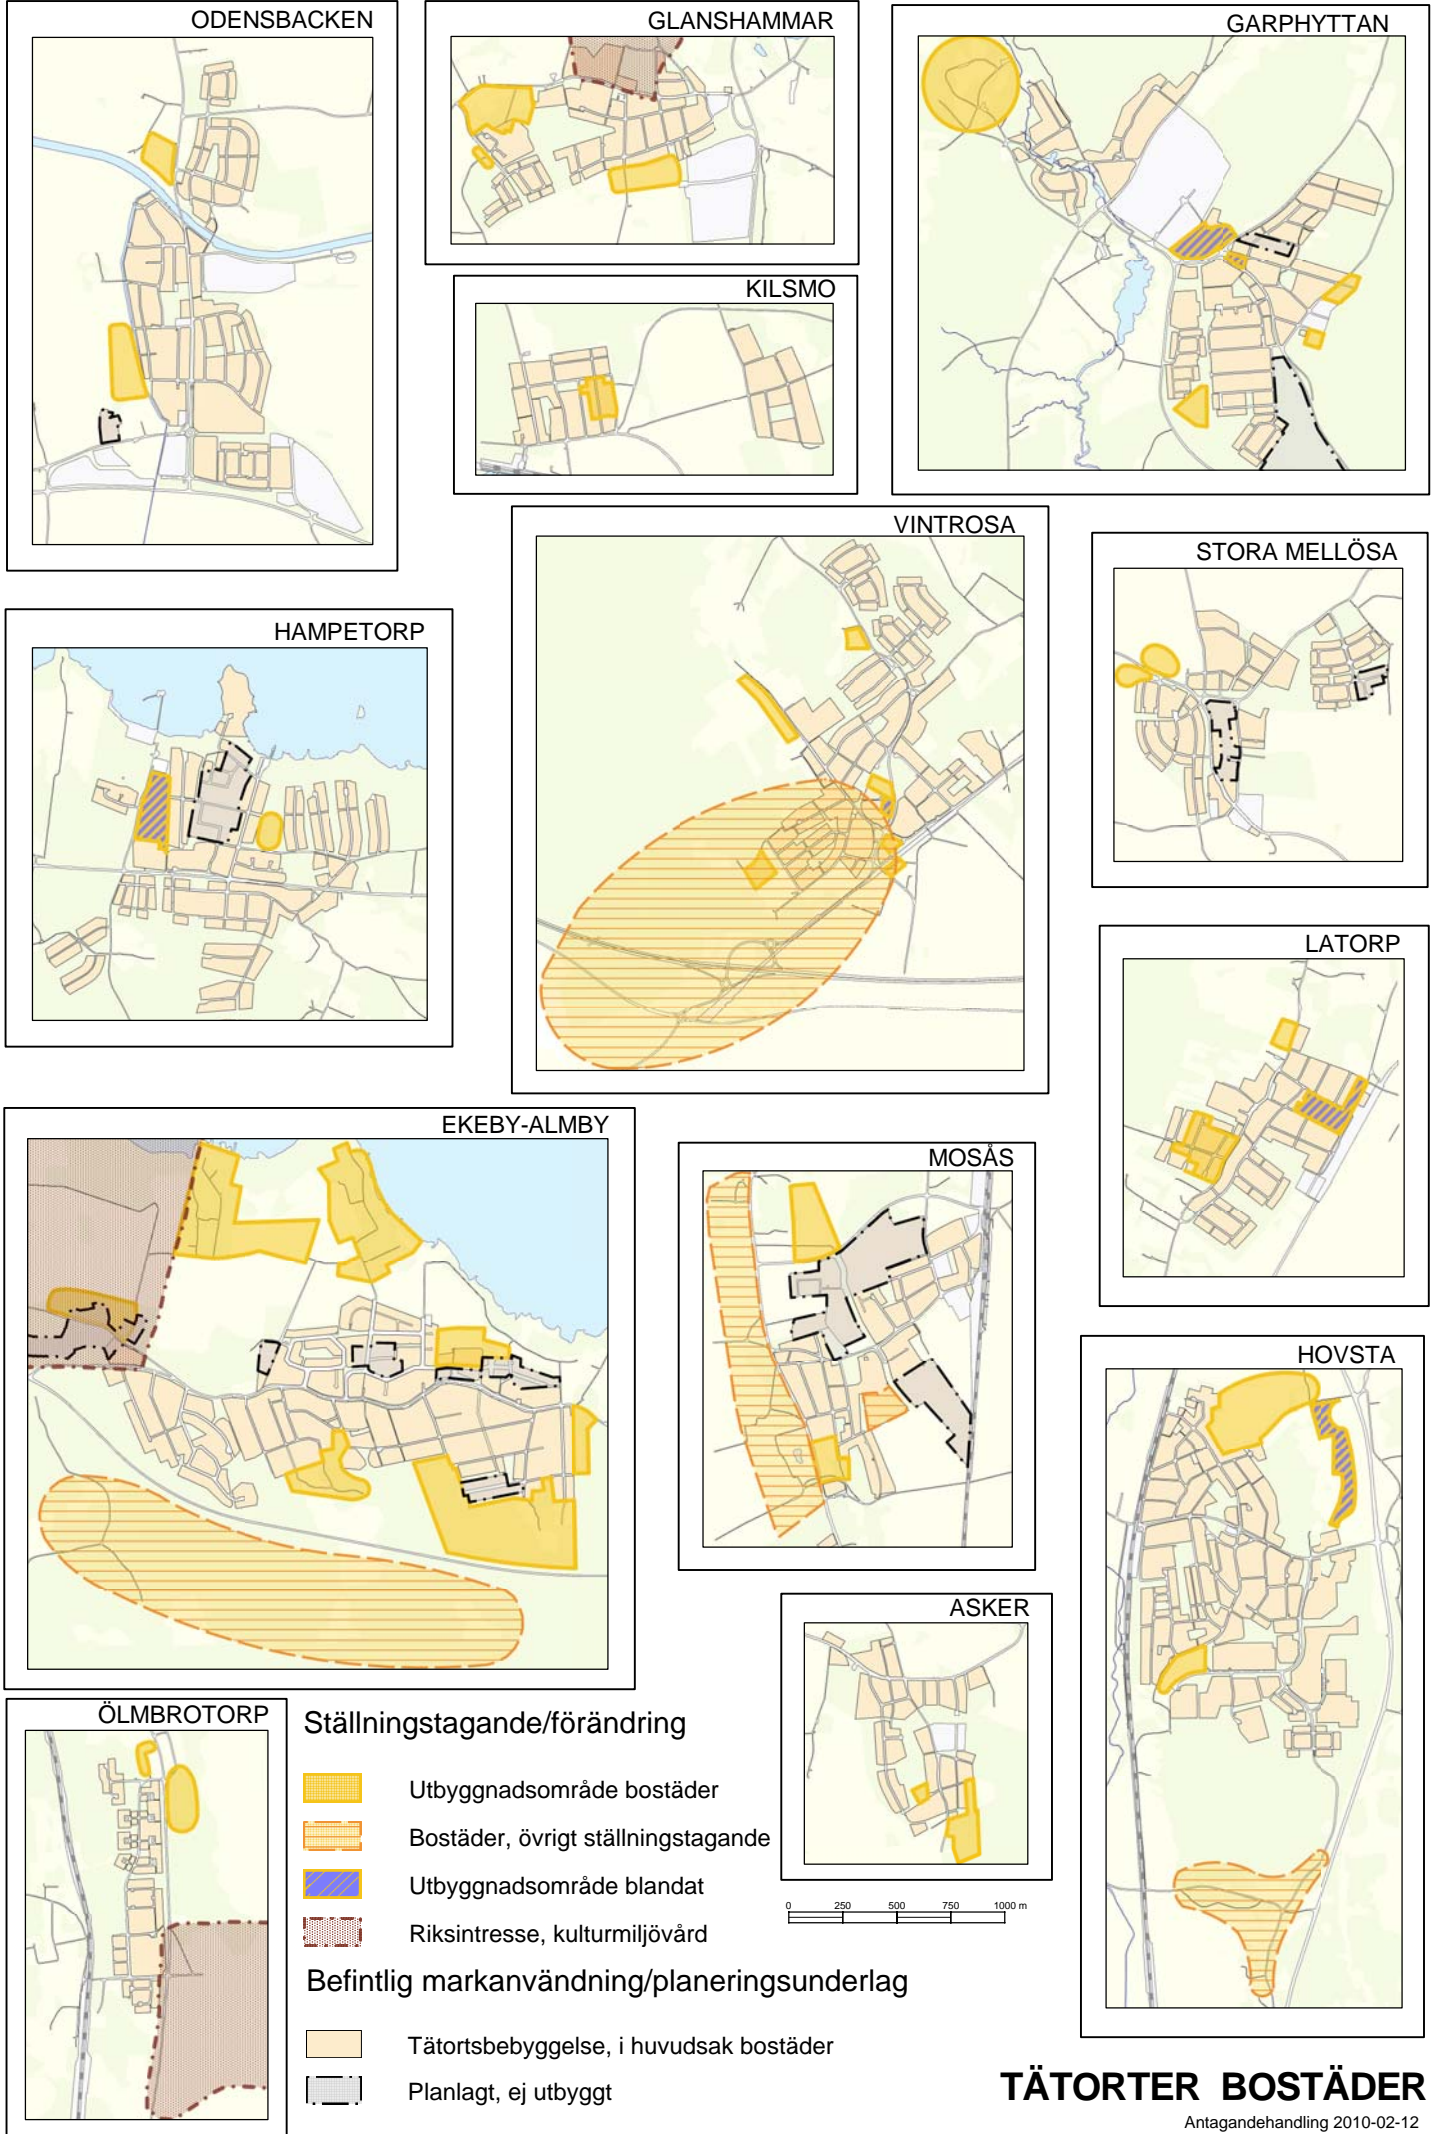 ODENSBACKEN
GLANSHAMMAR
GARPHYTTAN
KILSMO
VINTROSA
STORA MELLÖSA
HAMPETORP
LATORP
EKEBY-ALMBY
MOSÅS
HOVSTA
ASKER
ÖLMBROTORP
Ställningstagande/förändring
Utbyggnadsområde bostäder
Bostäder, övrigt ställningstagande
Utbyggnadsområde blandat
Riksintresse, kulturmiljövård
0 250 500 750 1000 m
Befintlig markanvändning/planeringsunderlag
Tätortsbebyggelse, i huvudsak bostäder
Planlagt, ej utbyggt
TÄTORTER BOSTÄDER
Antagandehandling 2010-02-12